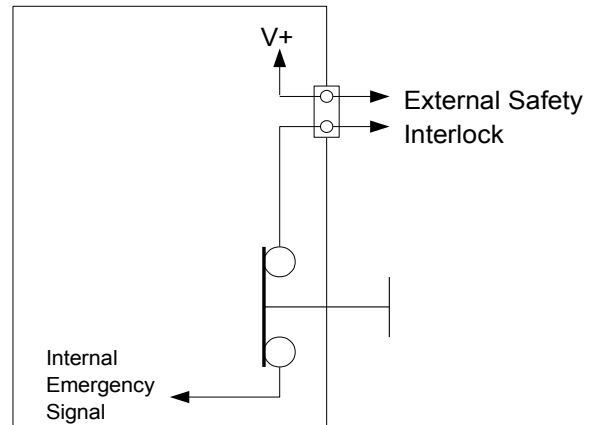 V+
External Safety
Interlock
Internal
Emergency
Signal